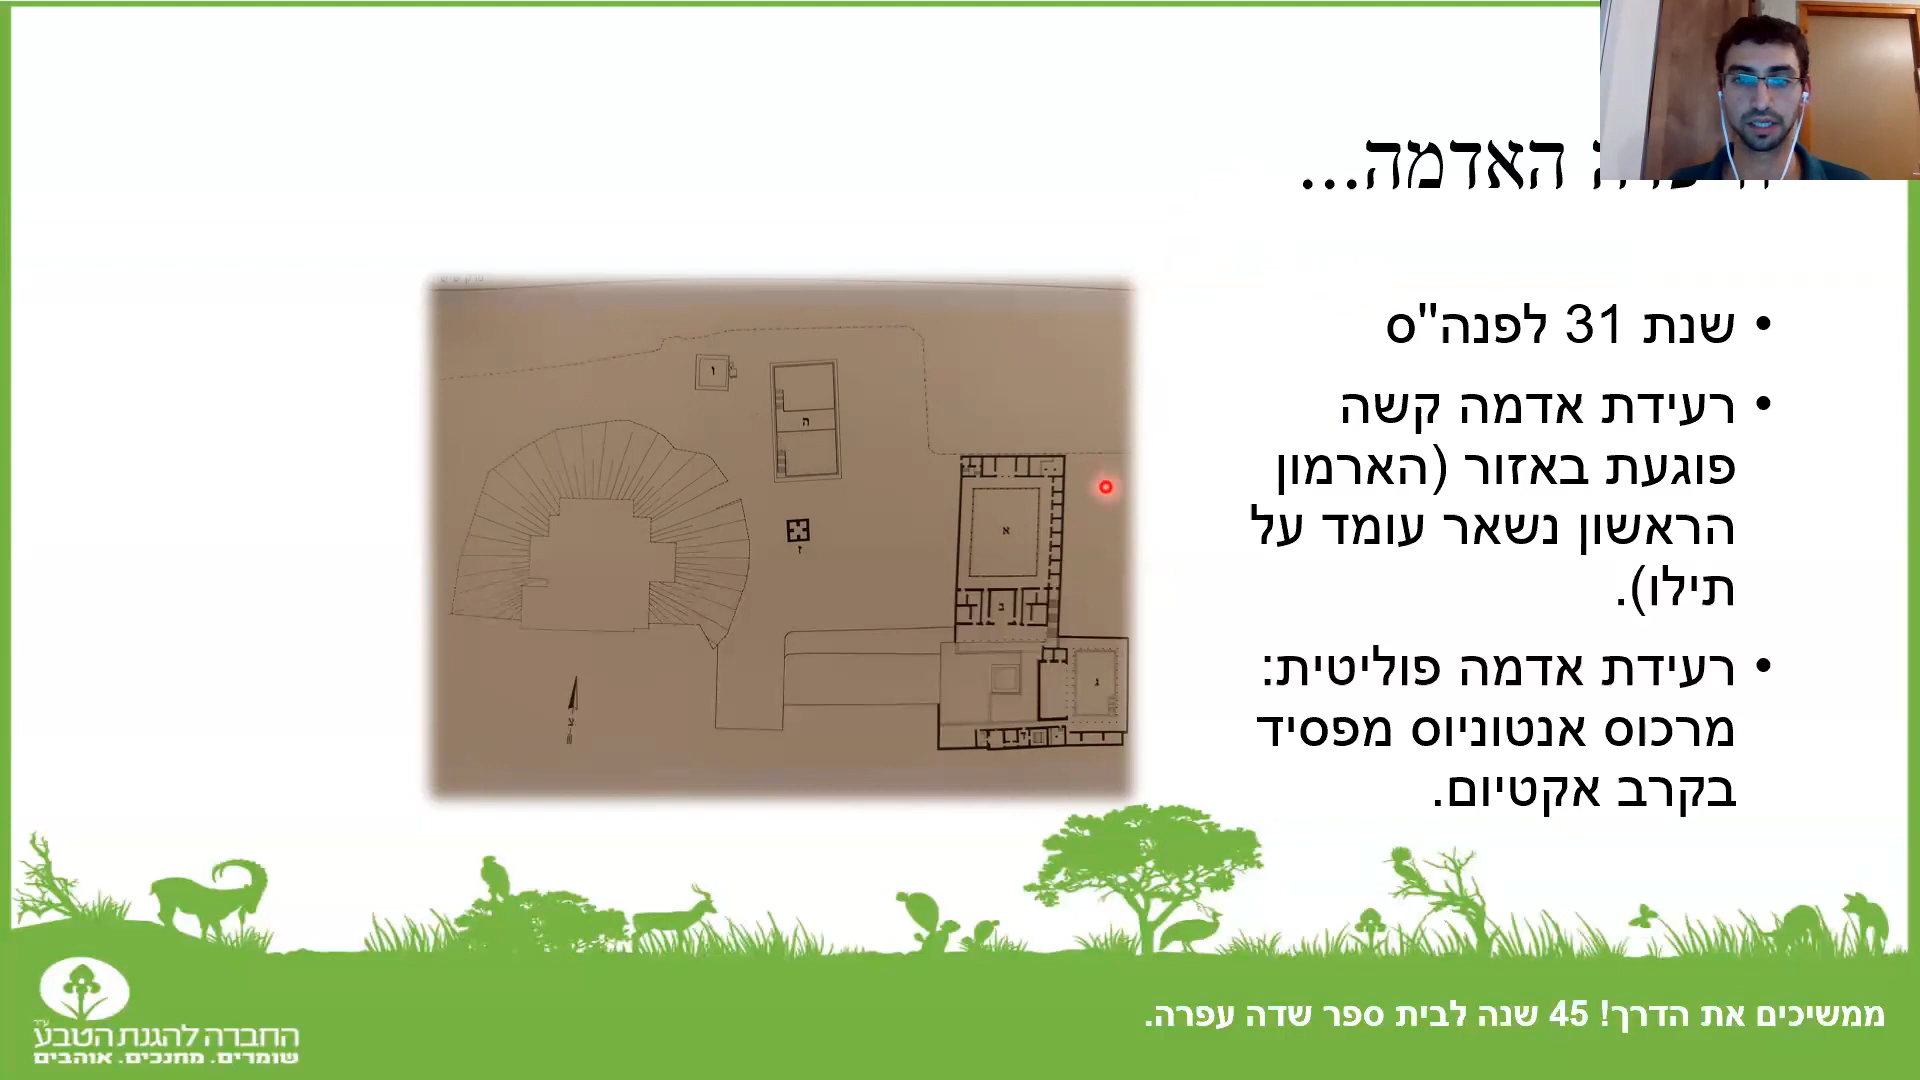 האדמה...
• שנת 31 לפנה"ס
• רעידת אדמה קשה
פוגעת באזור (הארמון
הראשון נשאר עומד על
תילו).
• רעידת אדמה פוליטית:
מרכוס אנטוניוס מפסיד
בקרב אקטיום.
ו
ה
א
ז
ב
ג
צ
ממשיכים את הדרך! 45 שנה לבית ספר שדה עפרה.
החברה להגנת הטבע
שומרים. מחנכים. אוהבים